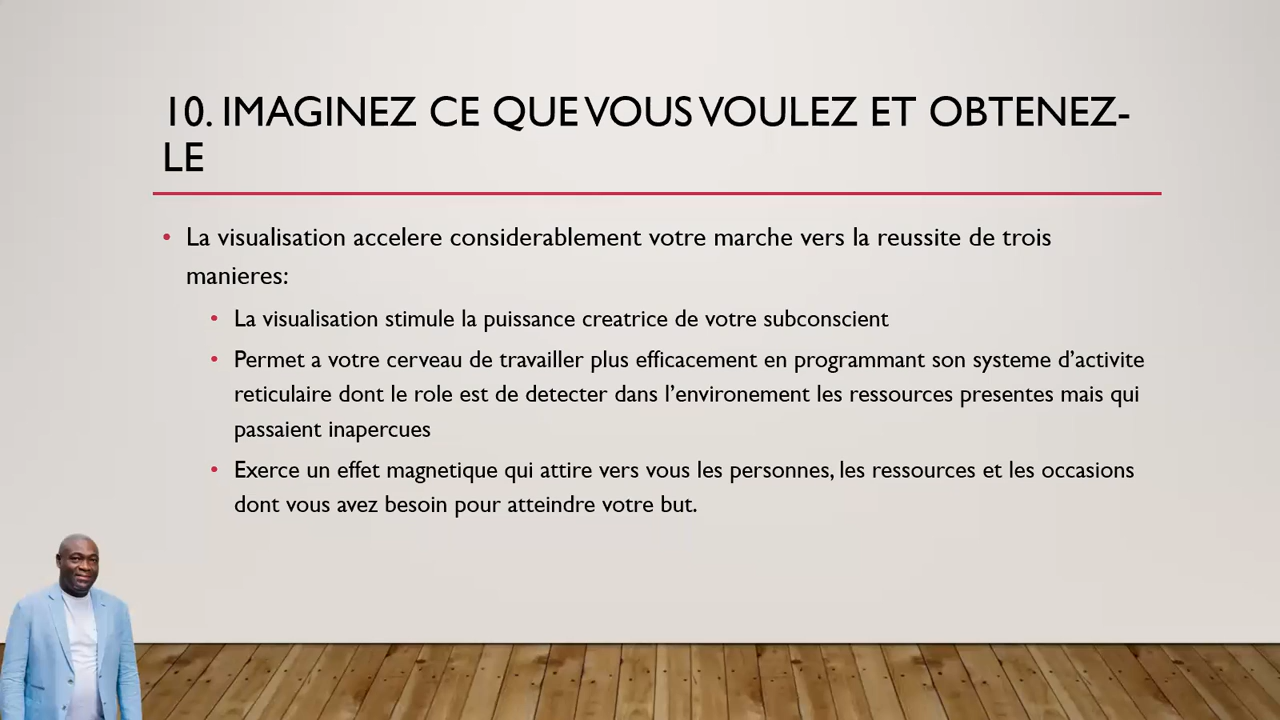 10. IMAGINEZ CE QUE VOUS VOULEZ ET OBTENEZ-
LE
• La visualisation accelere considerablement votre marche vers la reussite de trois
manieres:
• La visualisation stimule la puissance creatrice de votre subconscient
• Permet a votre cerveau de travailler plus efficacement en programmant son systeme d’activite
reticulaire dont le role est de detecter dans l’environement les ressources presentes mais qui
passaient inapercues
• Exerce un effet magnetique qui attire vers vous les personnes, les ressources et les occasions
dont vous avez besoin pour atteindre votre but.